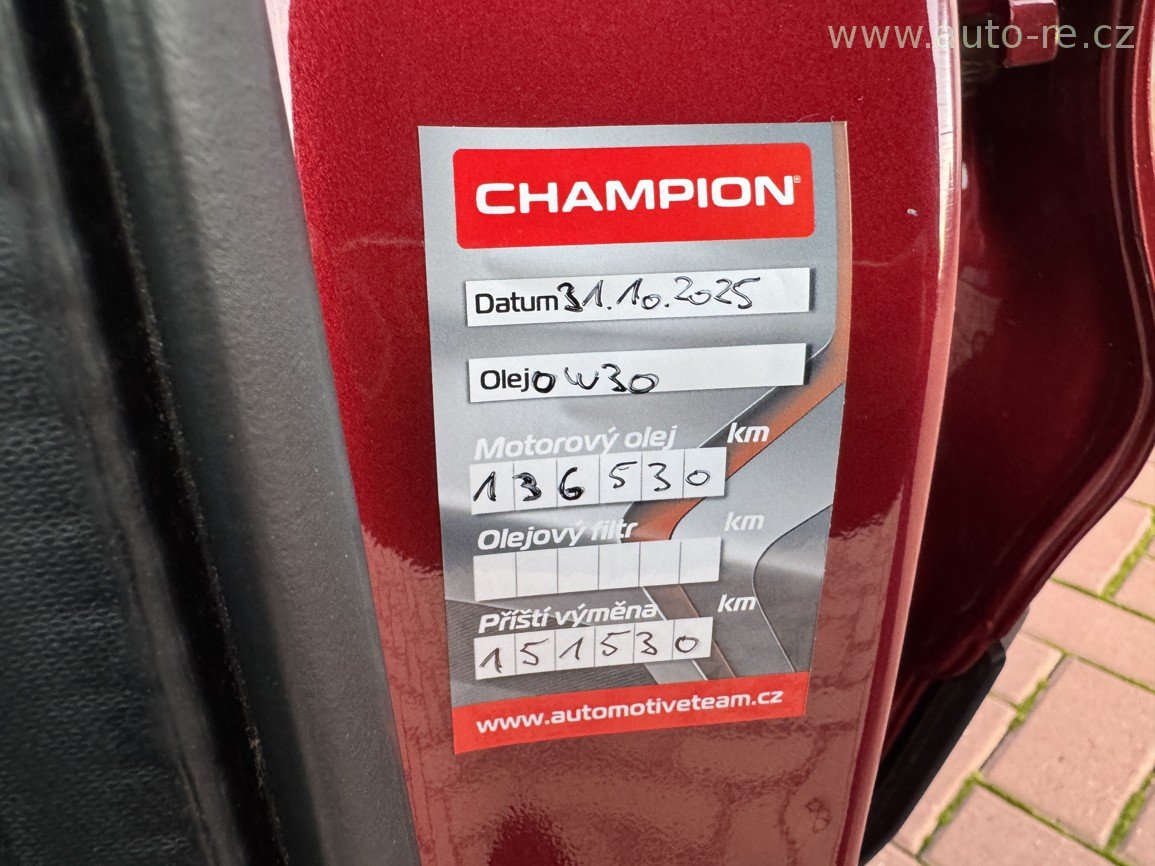 www.auto-re.cz
CHAMPION®
Datum 31.10.2025
Olej 0W30
Motorový olej km
136530
Olejový filtr km
Příští výměna km
151530
www.automotiveteam.cz